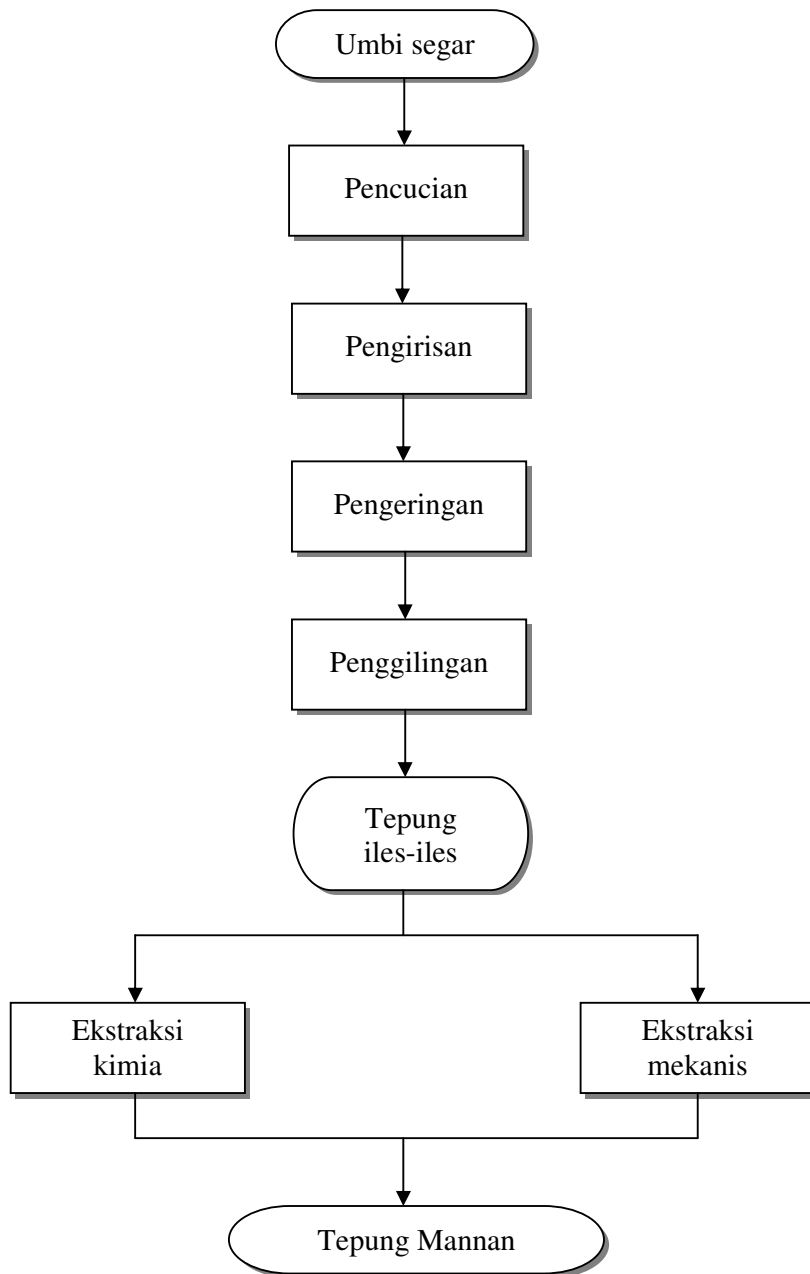 Umbi segar
Pencucian
Pengirisan
Pengeringan
Penggilingan
Tepung
iles-iles
Ekstraksi
kimia
Ekstraksi
mekanis
Tepung Mannan